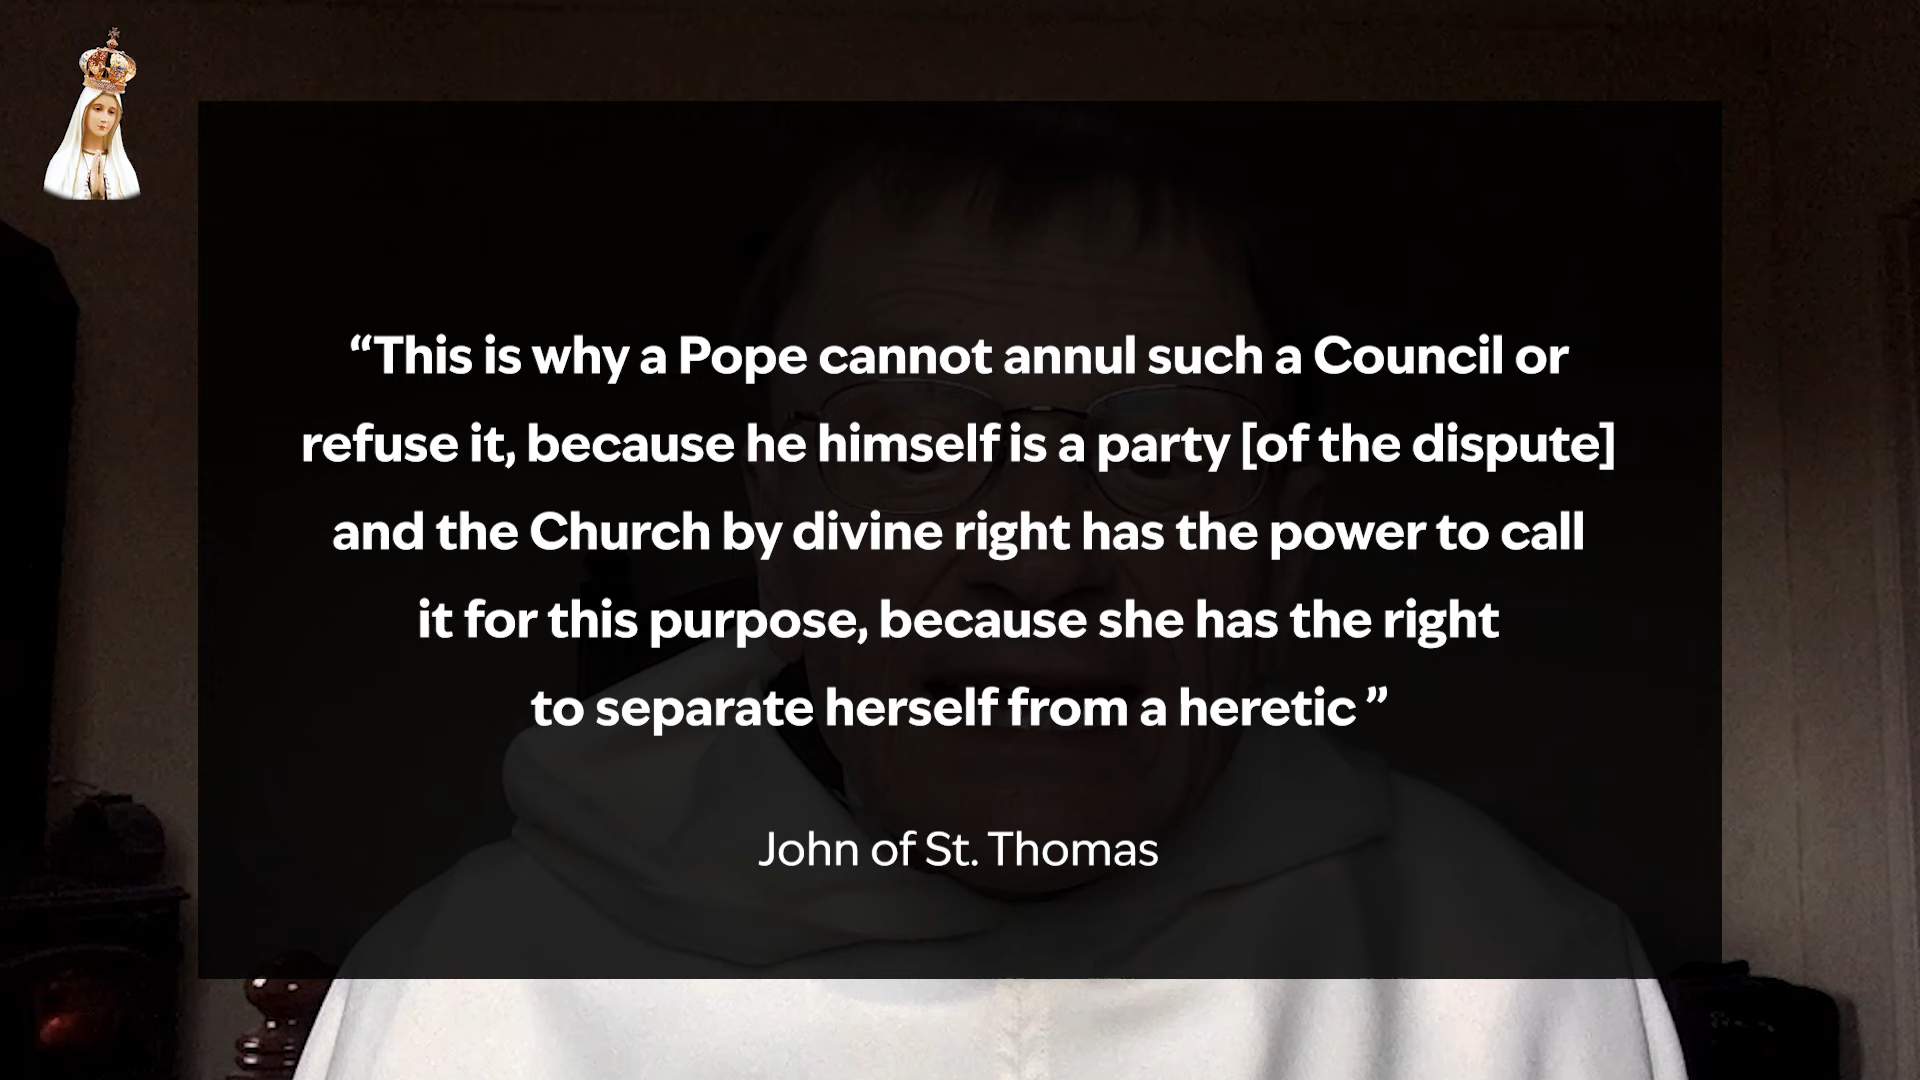 “This is why a Pope cannot annul such a Council or
refuse it, because he himself is a party [of the dispute]
and the Church by divine right has the power to call
it for this purpose, because she has the right
to separate herself from a heretic ”
John of St. Thomas